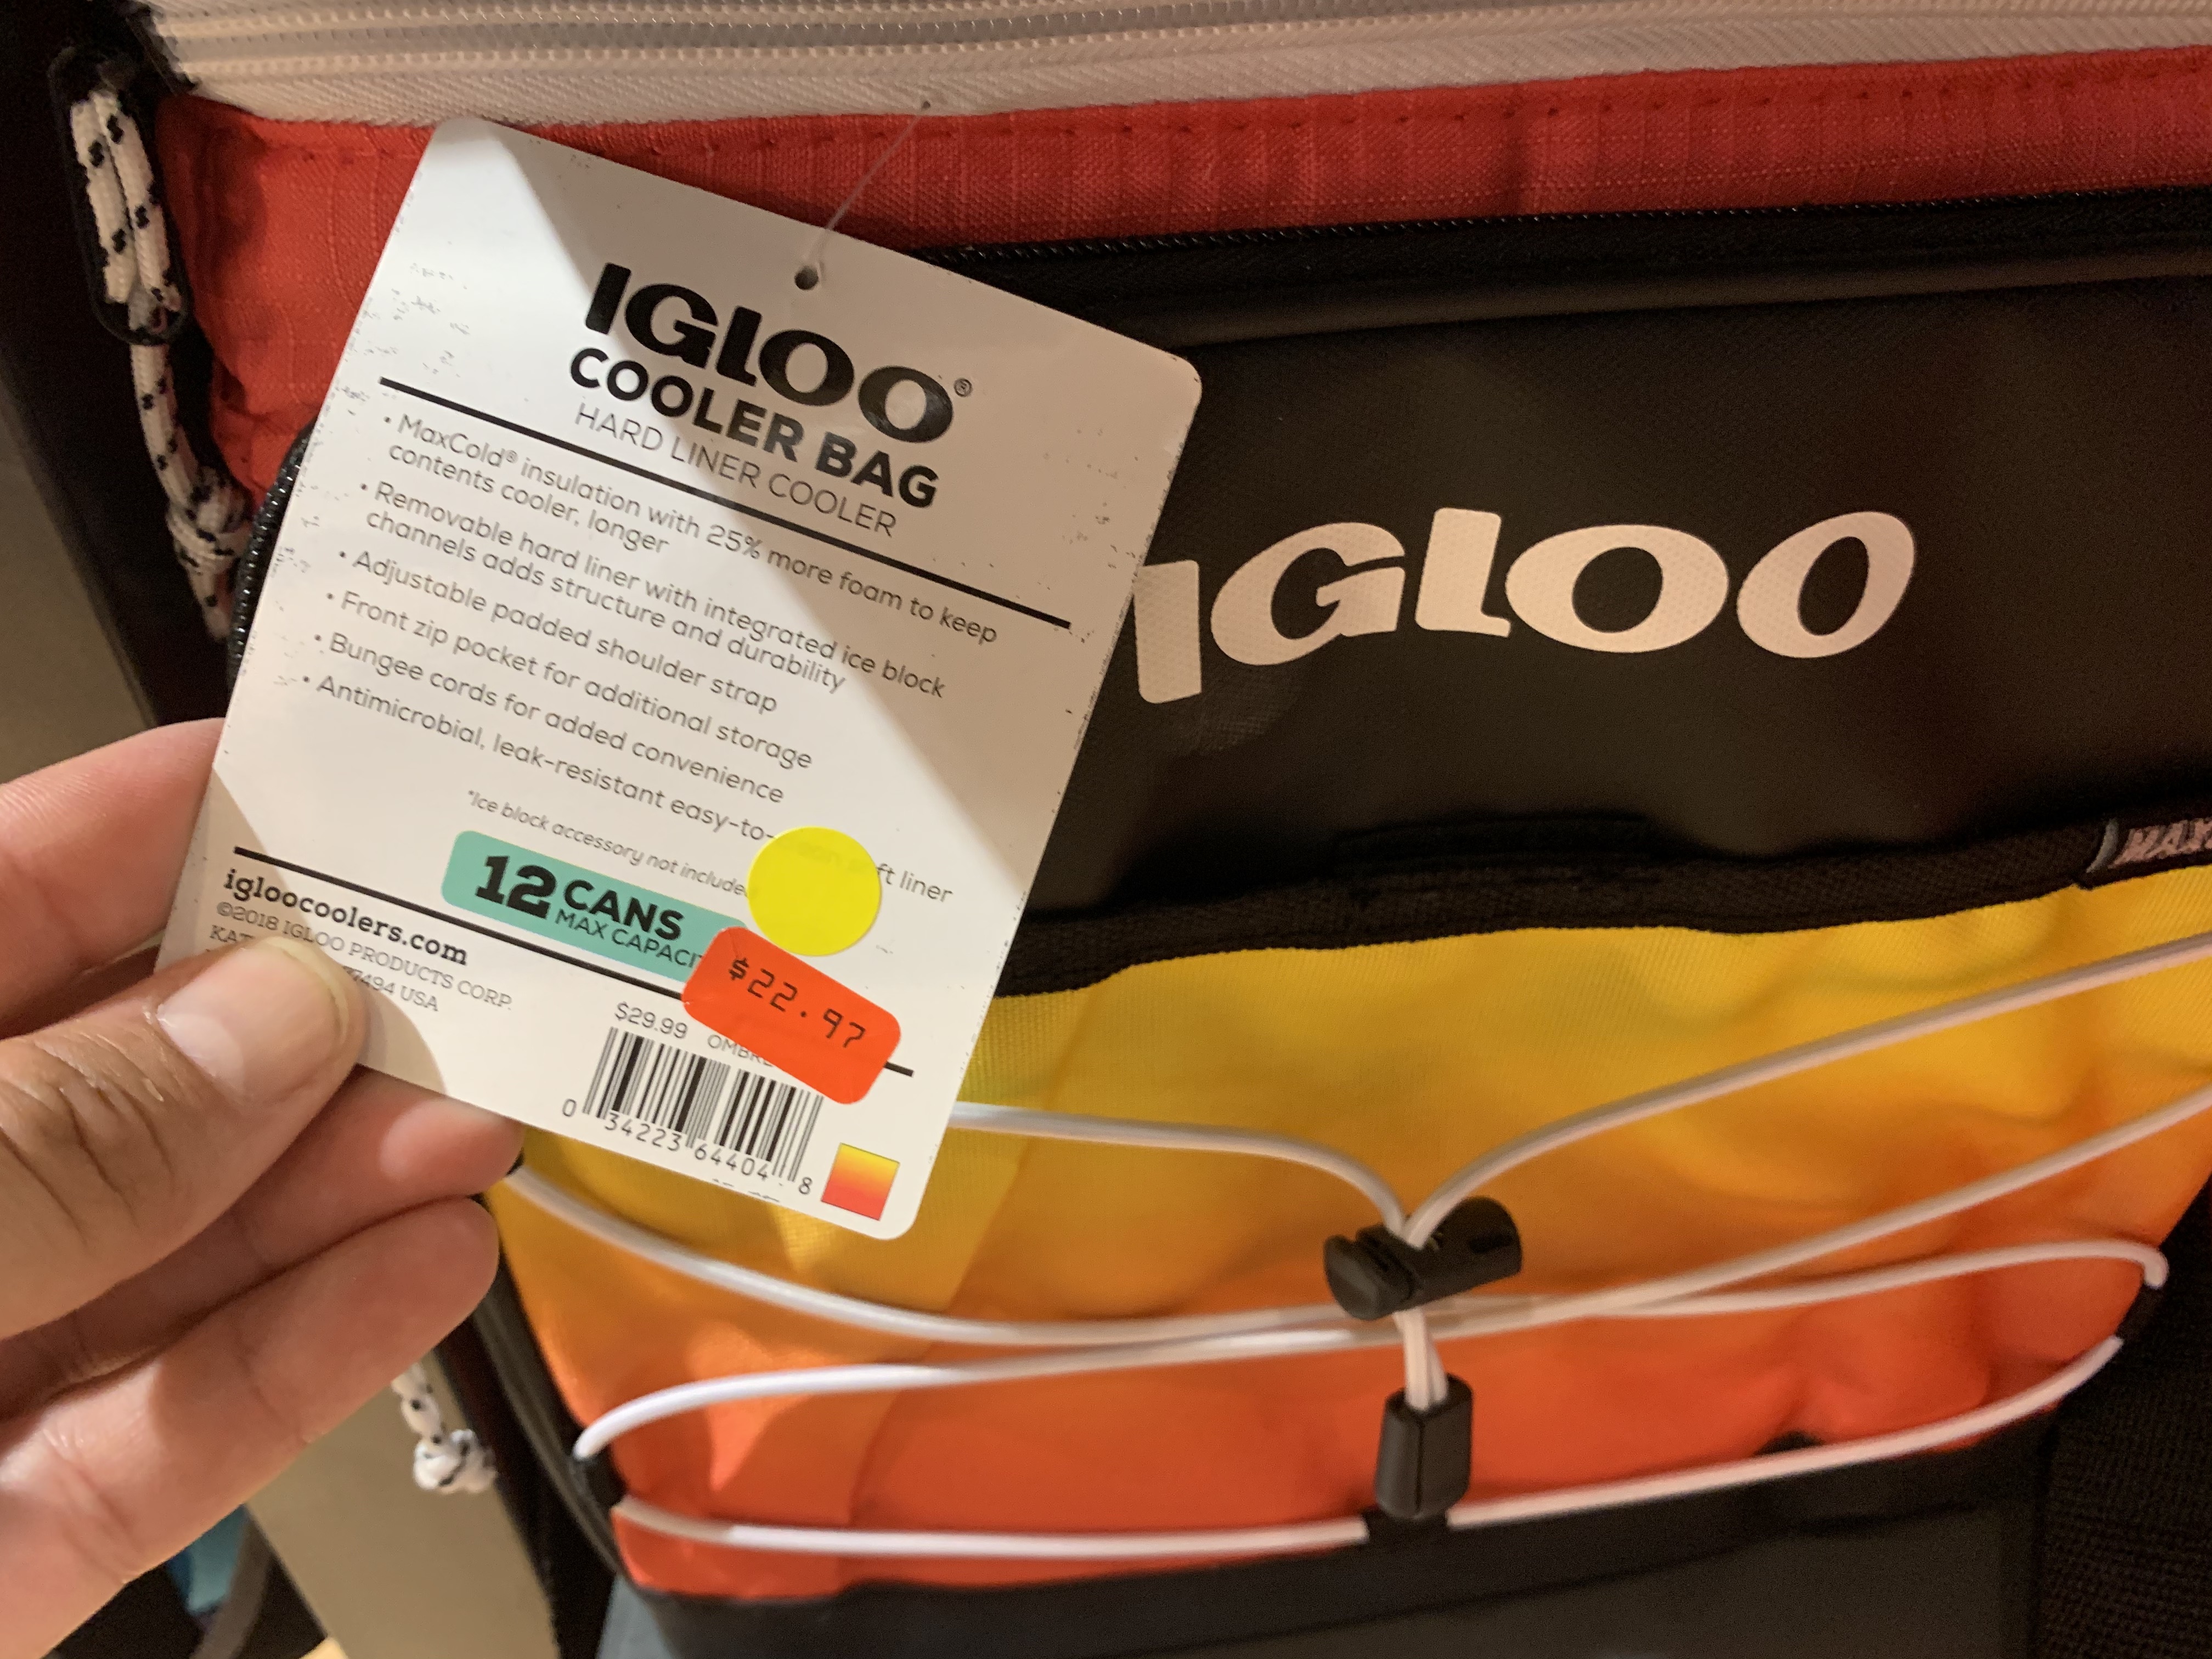 IGLOO®
COOLER BAG
HARD LINER COOLER
• MaxCold® insulation with 25% more foam to keep
contents cooler, longer
• Removable hard liner with integrated ice block
channels adds structure and durability
• Adjustable padded shoulder strap
• Front zip pocket for additional storage
• Bungee cords for added convenience
• Antimicrobial, leak-resistant easy-to- liner
*Ice block accessory not include
12 CANS
MAX CAPACI
igloocoolers.com
©2018 IGLOO PRODUCTS CORP.
KAT 77494 USA
$22.97
$29.99 OMBRE
0 34223 64404 8
IGLOO